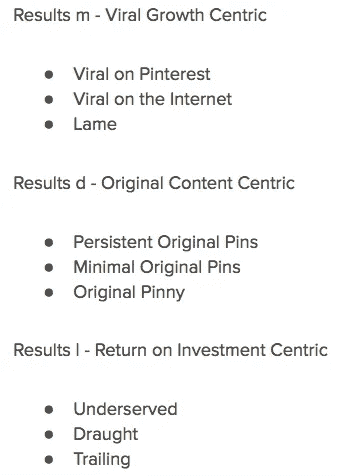 Results m - Viral Growth Centric
● Viral on Pinterest
● Viral on the Internet
● Lame
Results d - Original Content Centric
● Persistent Original Pins
● Minimal Original Pins
● Original Pinny
Results l - Return on Investment Centric
● Underserved
● Draught
● Trailing